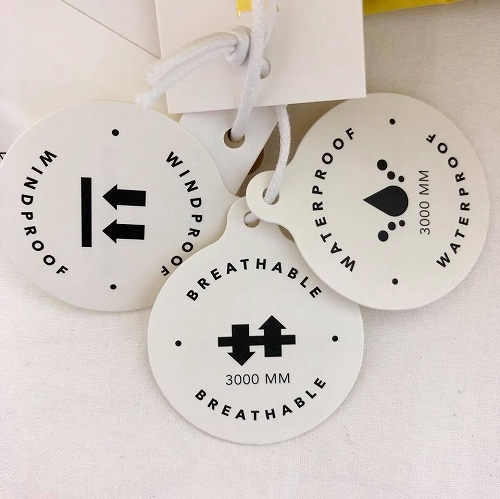 WINDPROOF
WINDPROOF
BREATHABLE
3000 MM
BREATHABLE
WATERPROOF
3000 MM
WATERPROOF